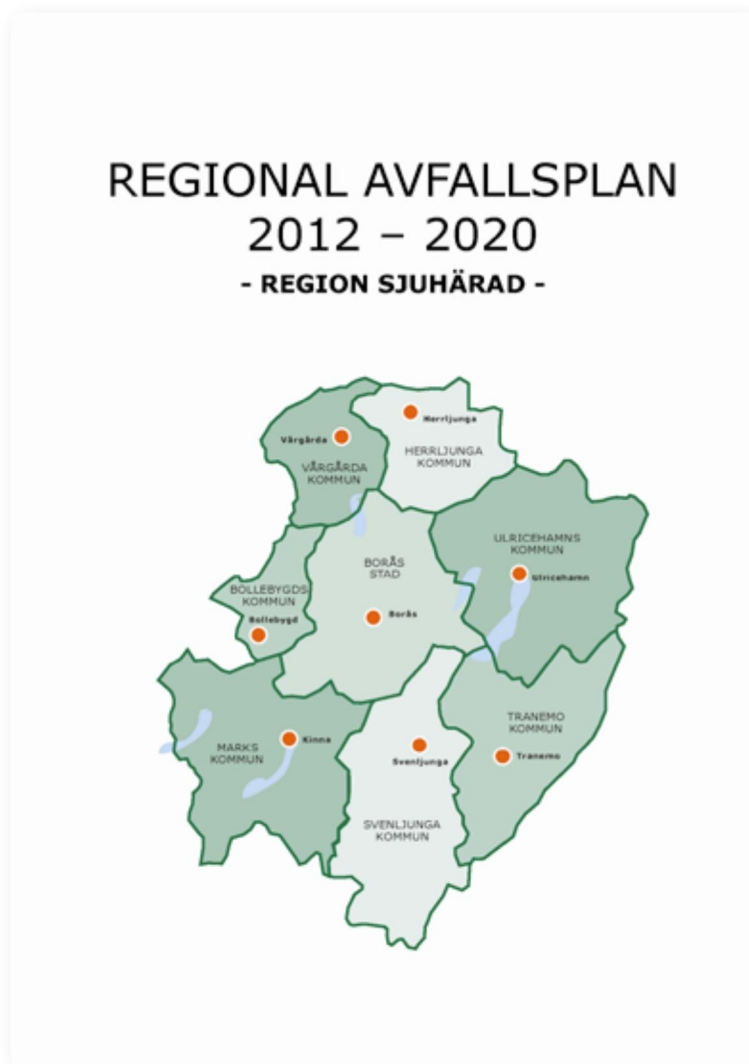 REGIONAL AVFALLSPLAN
2012 – 2020
- REGION SJUHÄRAD -
Herrljunga
Vårgårda
HERRLJUNGA
KOMMUN
VÅRGÅRDA
KOMMUN
ULRICEHAMNS
KOMMUN
BORÅS
STAD
Ulricehamn
BOLLEBYGDS
KOMMUN
Borås
Bollebygd
TRANEMO
KOMMUN
Kinna
MARKS
KOMMUN
Tranemo
Svenljunga
SVENLJUNGA
KOMMUN